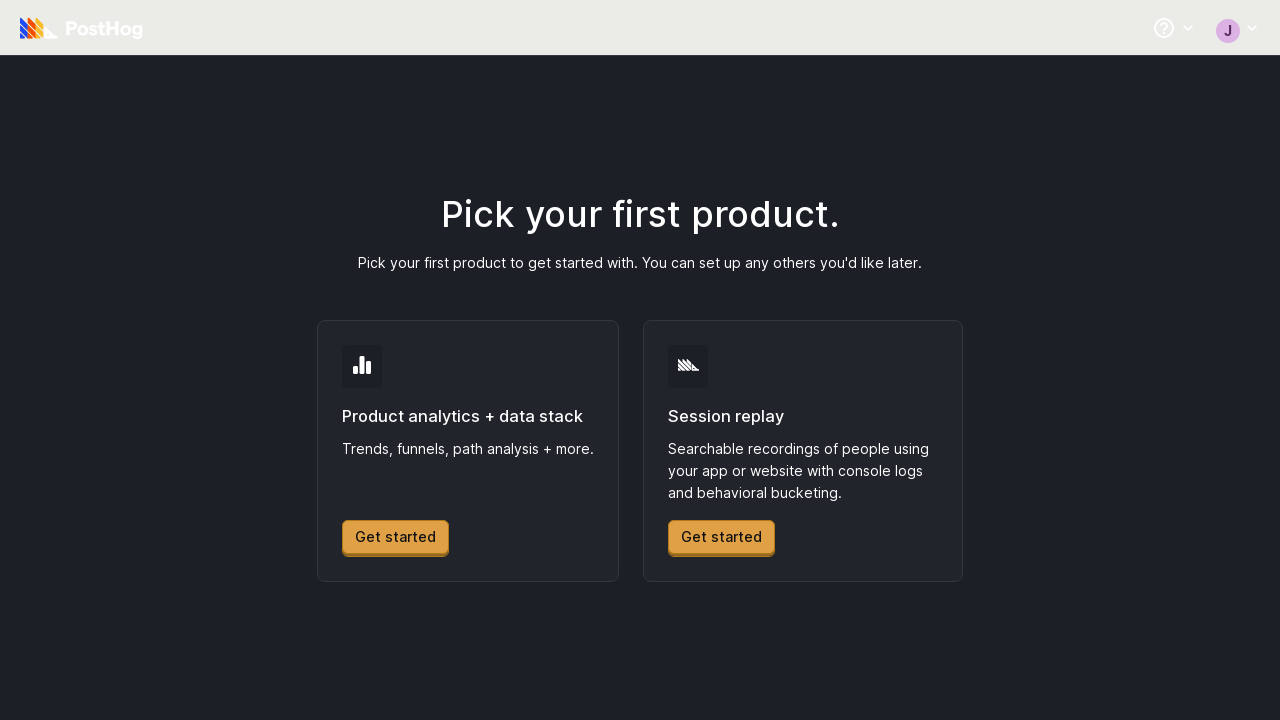 PostHog
J
Pick your first product.
Pick your first product to get started with. You can set up any others you'd like later.
Product analytics + data stack
Trends, funnels, path analysis + more.
Get started
Session replay
Searchable recordings of people using
your app or website with console logs
and behavioral bucketing.
Get started